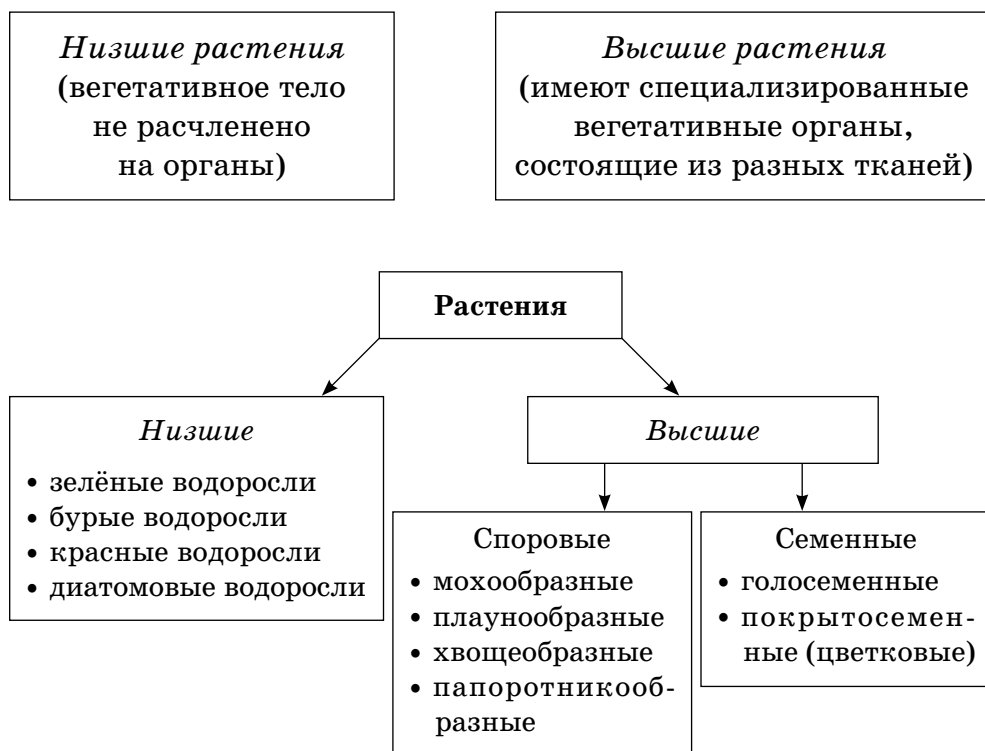 Низшие растения
(вегетативное тело
не расчленено
на органы)
Высшие растения
(имеют специализированные
вегетативные органы,
состоящие из разных тканей)
Растения
Низшие
• зелёные водоросли
• бурые водоросли
• красные водоросли
• диатомовые водоросли
Высшие
Споровые
• мохообразные
• плаунообразные
• хвощеобразные
• папоротникооб-
разные
Семенные
• голосеменные
• покрытосемен-
ные (цветковые)